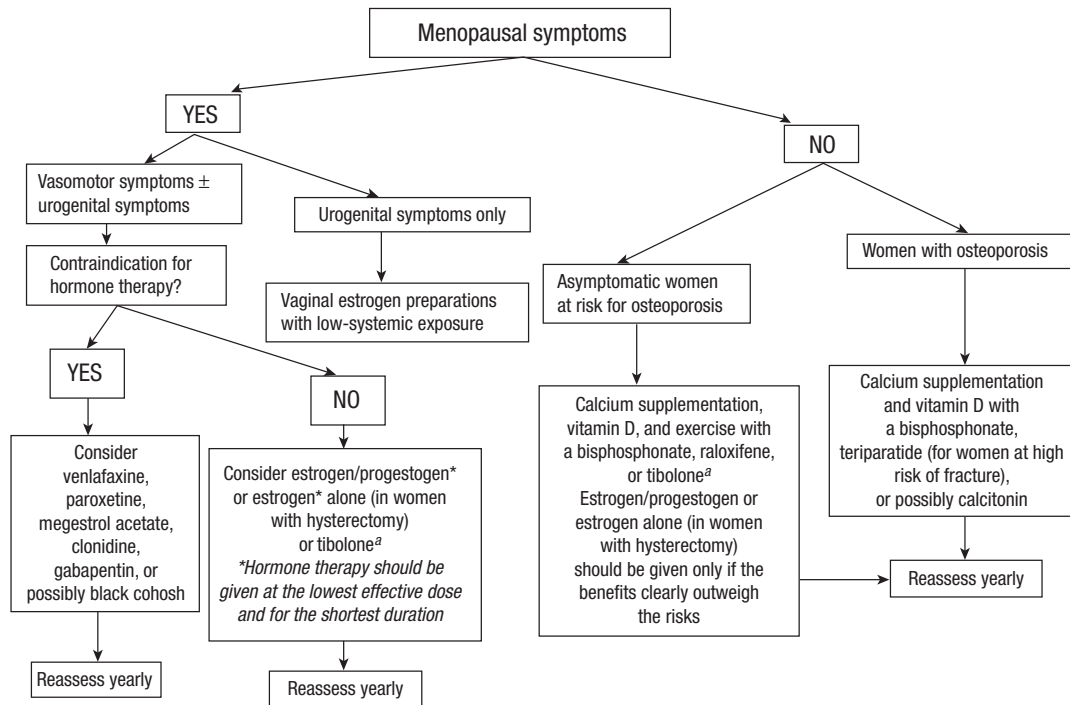 Menopausal symptoms
YES
NO
Vasomotor symptoms ±
urogenital symptoms
Urogenital symptoms only
Contraindication for
hormone therapy?
Vaginal estrogen preparations
with low-systemic exposure
YES
NO
Consider
venlafaxine,
paroxetine,
megestrol acetate,
clonidine,
gabapentin, or
possibly black cohosh
Reassess yearly
Consider estrogen/progestogen*
or estrogen* alone (in women
with hysterectomy)
or tiboloneᵃ
*Hormone therapy should be
given at the lowest effective dose
and for the shortest duration
Reassess yearly
Asymptomatic women
at risk for osteoporosis
Calcium supplementation,
vitamin D, and exercise with
a bisphosphonate, raloxifene,
or tiboloneᵃ
Estrogen/progestogen or
estrogen alone (in women
with hysterectomy)
should be given only if the
benefits clearly outweigh
the risks
Women with osteoporosis
Calcium supplementation
and vitamin D with
a bisphosphonate,
teriparatide (for women at high
risk of fracture),
or possibly calcitonin
Reassess yearly